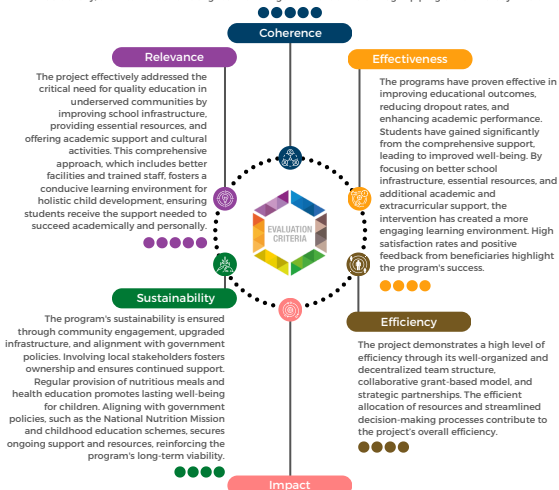 Coherence
Relevance
The project effectively addressed the
critical need for quality education in
underserved communities by
improving school infrastructure,
providing essential resources, and
offering academic support and cultural
activities. This comprehensive
approach, which includes better
facilities and trained staff, fosters a
conducive learning environment for
holistic child development, ensuring
students receive the support needed to
succeed academically and personally.
Effectiveness
The programs have proven effective in
improving educational outcomes,
reducing dropout rates, and
enhancing academic performance.
Students have gained significantly
from the comprehensive support,
leading to improved well-being. By
focusing on better school
infrastructure, essential resources, and
additional academic and
extracurricular support, the
intervention has created a more
engaging learning environment. High
satisfaction rates and positive
feedback from beneficiaries highlight
the program's success.
EVALUATION
CRITERIA
Sustainability
The program's sustainability is ensured
through community engagement, upgraded
infrastructure, and alignment with government
policies. Involving local stakeholders fosters
ownership and ensures continued support.
Regular provision of nutritious meals and
health education promotes lasting well-being
for children. Aligning with government
policies, such as the National Nutrition Mission
and childhood education schemes, secures
ongoing support and resources, reinforcing the
program's long-term viability.
Efficiency
The project demonstrates a high level of
efficiency through its well-organized and
decentralized team structure,
collaborative grant-based model, and
strategic partnerships. The efficient
allocation of resources and streamlined
decision-making processes contribute to
the project's overall efficiency.
Impact